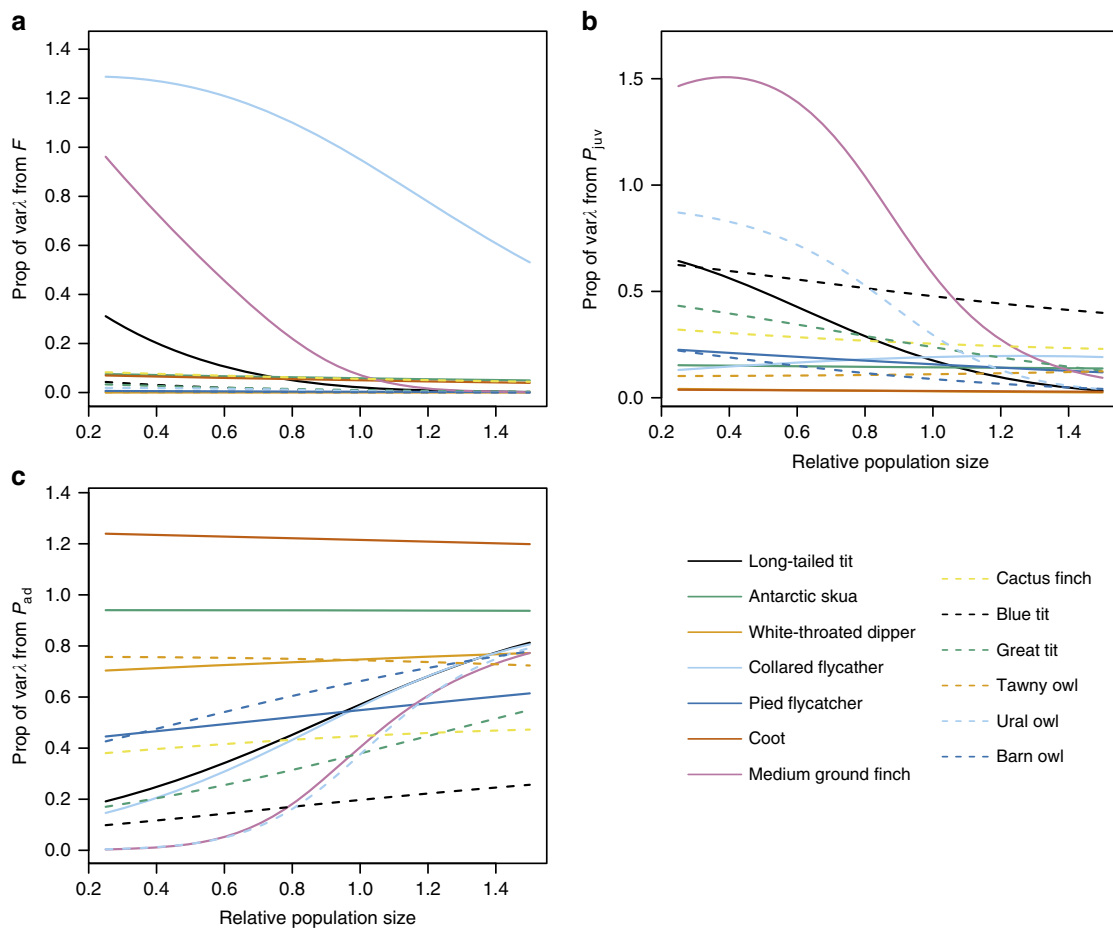 a
1.4
1.2
1.0
0.8
0.6
0.4
0.2
0.0
Prop of varλ from F
0.2 0.4 0.6 0.8 1.0 1.2 1.4
b
1.5
1.0
0.5
0.0
Prop of varλ from Pjuv
0.2 0.4 0.6 0.8 1.0 1.2 1.4
Relative population size
c
1.4
1.2
1.0
0.8
0.6
0.4
0.2
0.0
Prop of varλ from Pad
0.2 0.4 0.6 0.8 1.0 1.2 1.4
Relative population size
Long-tailed tit
Antarctic skua
White-throated dipper
Collared flycather
Pied flycatcher
Coot
Medium ground finch
Cactus finch
Blue tit
Great tit
Tawny owl
Ural owl
Barn owl